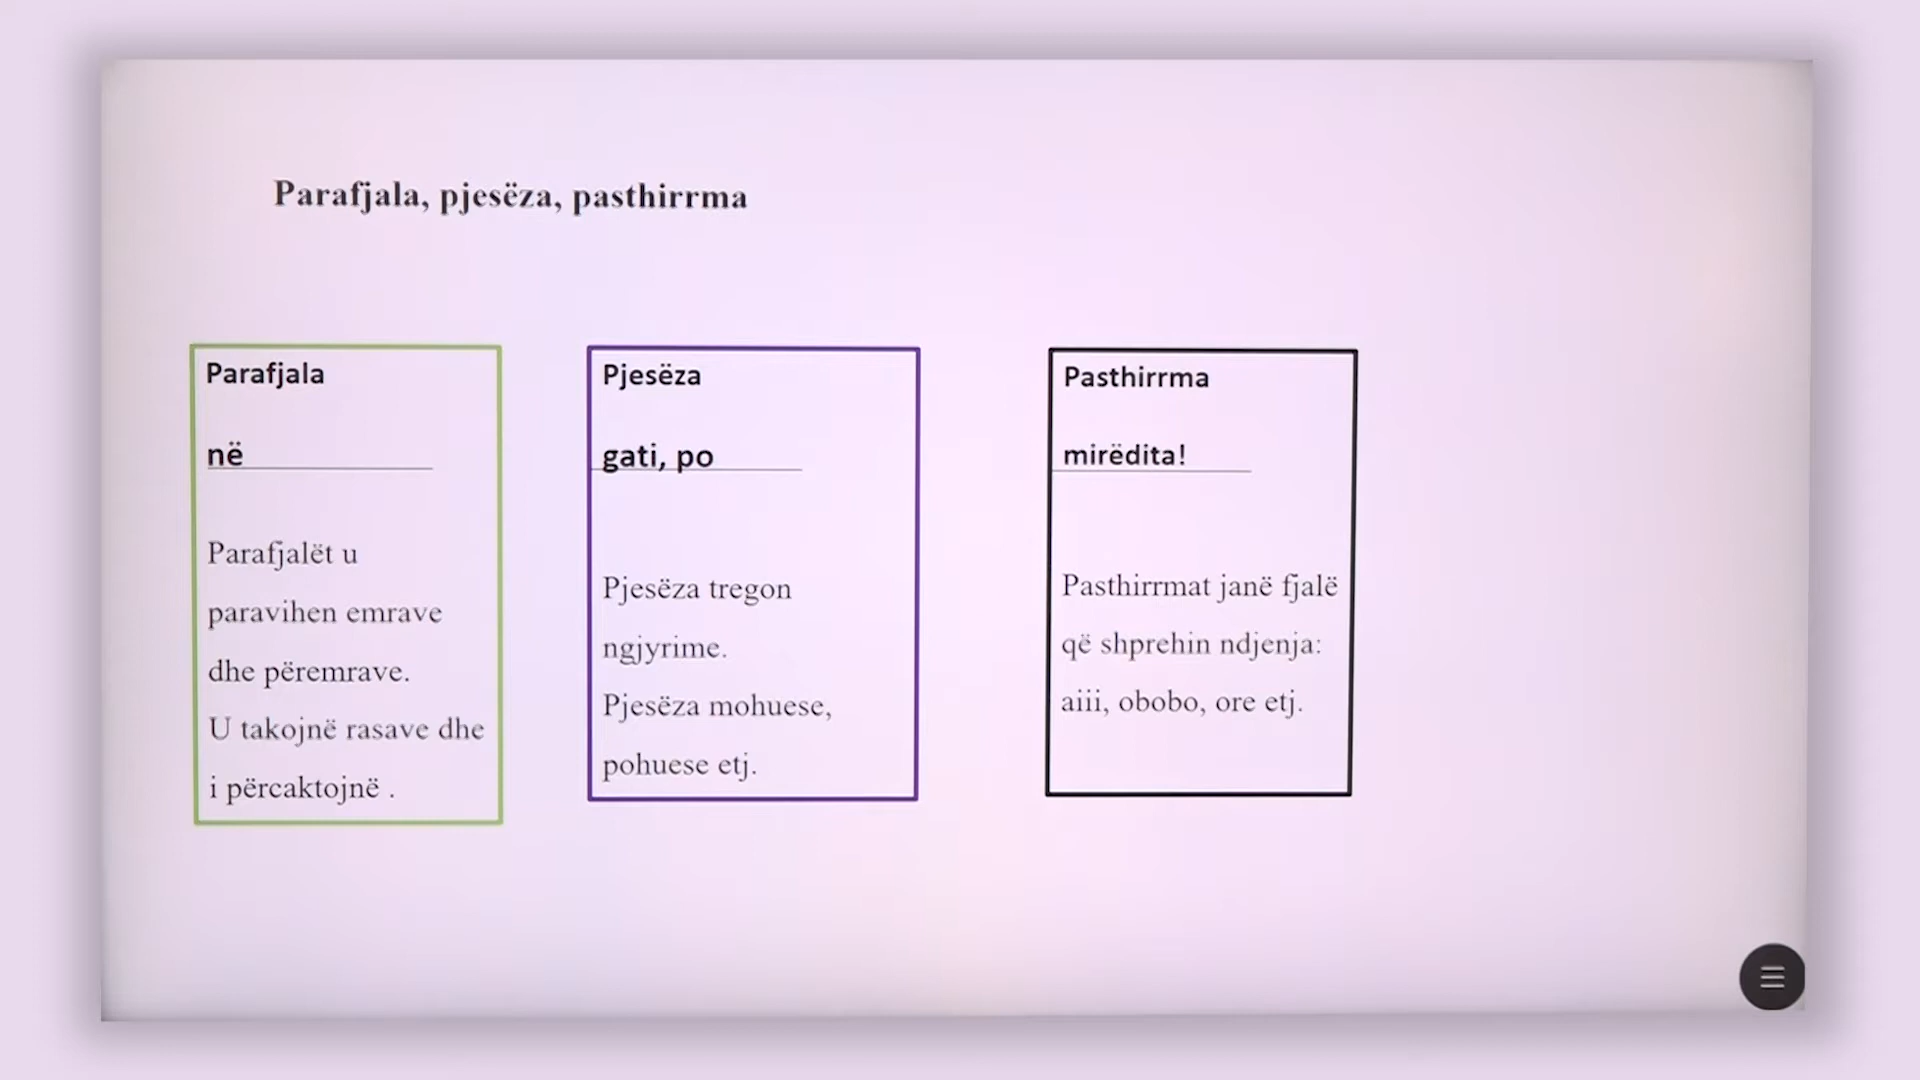 Parafjala, pjesëza, pasthirrma
Parafjala
në
Parafjalët u
paravihen emrave
dhe përemrave.
U takojnë rasave dhe
i përcaktojnë .
Pjesëza
gati, po
Pjesëza tregon
ngjyrime.
Pjesëza mohuese,
pohuese etj.
Pasthirrma
mirëdita!
Pasthirrmat janë fjalë
që shprehin ndjenja:
aiii, obobo, ore etj.